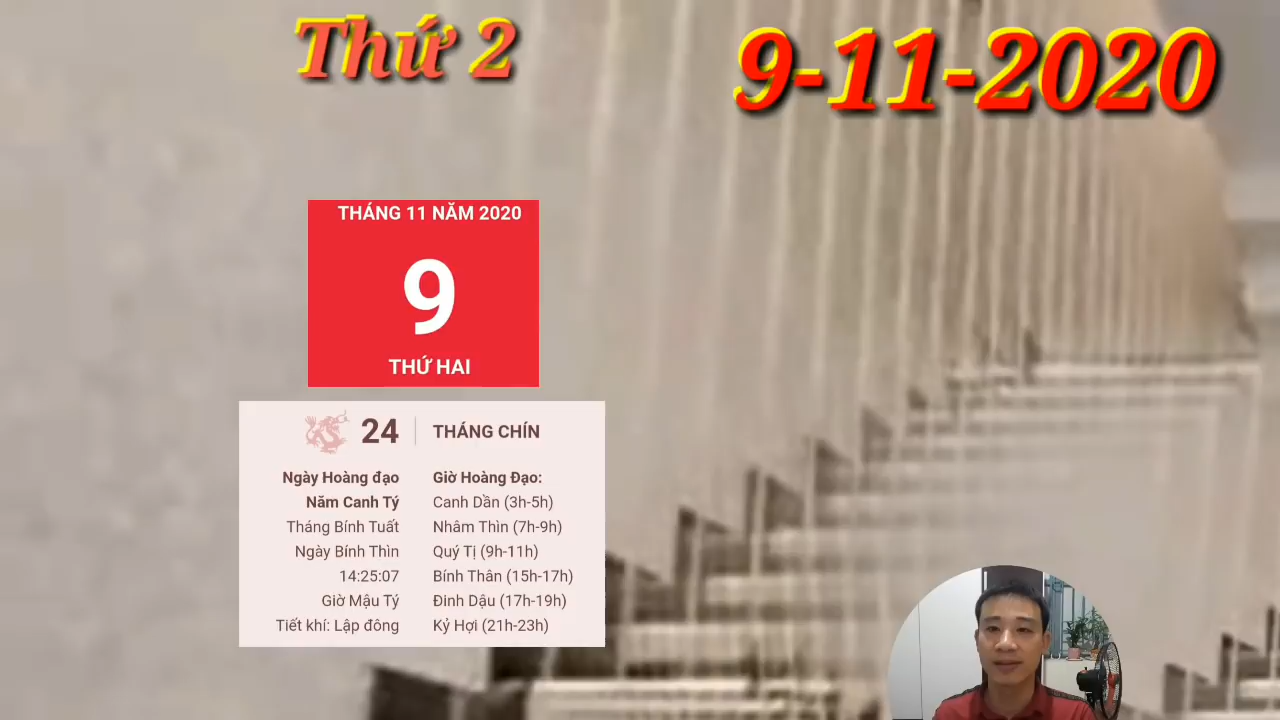 Thứ 2
9-11-2020
THÁNG 11 NĂM 2020
9
THỨ HAI
24
THÁNG CHÍN
Ngày Hoàng đạo
Năm Canh Tý
Tháng Bính Tuất
Ngày Bính Thìn
14:25:07
Giờ Mậu Tý
Tiết khí: Lập đông
Giờ Hoàng Đạo:
Canh Dần (3h-5h)
Nhâm Thìn (7h-9h)
Quý Tị (9h-11h)
Bính Thân (15h-17h)
Đinh Dậu (17h-19h)
Kỷ Hợi (21h-23h)